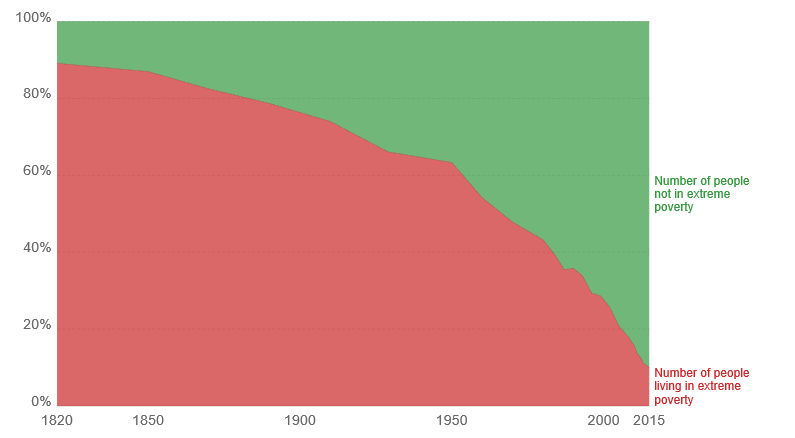 100%
80%
60%
40%
20%
0%
1820 1850 1900 1950 2000 2015
Number of people
not in extreme
poverty
Number of people
living in extreme
poverty